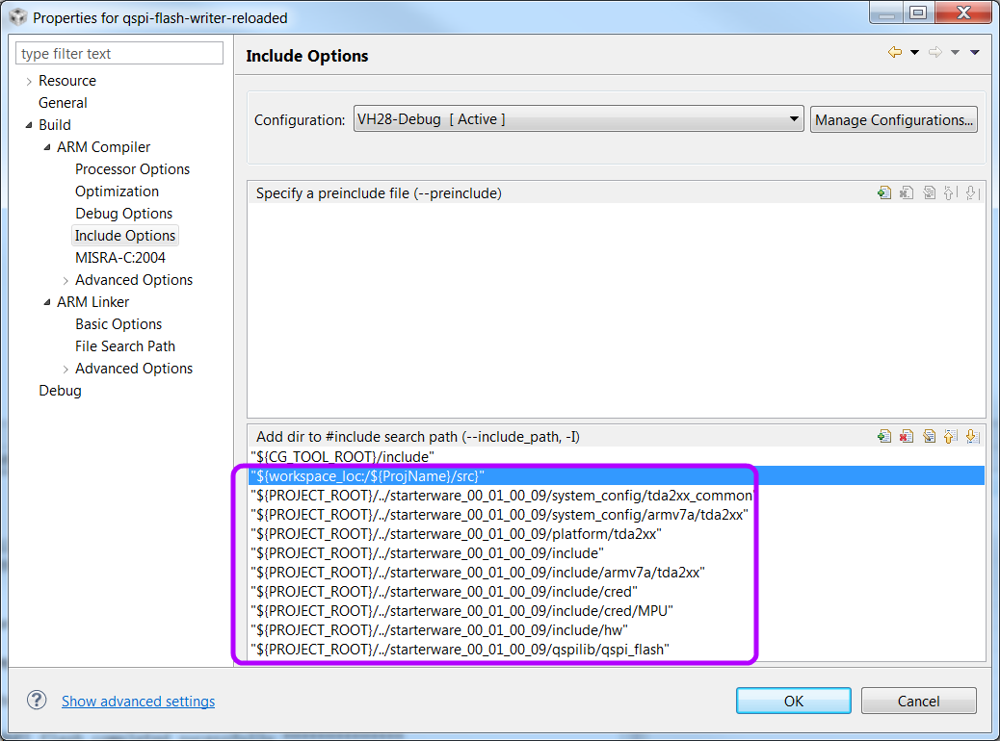 Properties for qspi-flash-writer-reloaded
type filter text
Resource
General
Build
ARM Compiler
Processor Options
Optimization
Debug Options
Include Options
MISRA-C:2004
Advanced Options
ARM Linker
Basic Options
File Search Path
Advanced Options
Debug
Include Options
Configuration: VH28-Debug [ Active ] Manage Configurations...
Specify a preinclude file (--preinclude)
Add dir to #include search path (--include_path, -I)
"${CG_TOOL_ROOT}/include"
"${workspace_loc:/${ProjName}/src}"
"${PROJECT_ROOT}/../starterware_00_01_00_09/system_config/tda2xx_common"
"${PROJECT_ROOT}/../starterware_00_01_00_09/system_config/armv7a/tda2xx"
"${PROJECT_ROOT}/../starterware_00_01_00_09/platform/tda2xx"
"${PROJECT_ROOT}/../starterware_00_01_00_09/include"
"${PROJECT_ROOT}/../starterware_00_01_00_09/include/armv7a/tda2xx"
"${PROJECT_ROOT}/../starterware_00_01_00_09/include/cred"
"${PROJECT_ROOT}/../starterware_00_01_00_09/include/cred/MPU"
"${PROJECT_ROOT}/../starterware_00_01_00_09/include/hw"
"${PROJECT_ROOT}/../starterware_00_01_00_09/qspilib/qspi_flash"
? Show advanced settings
OK Cancel